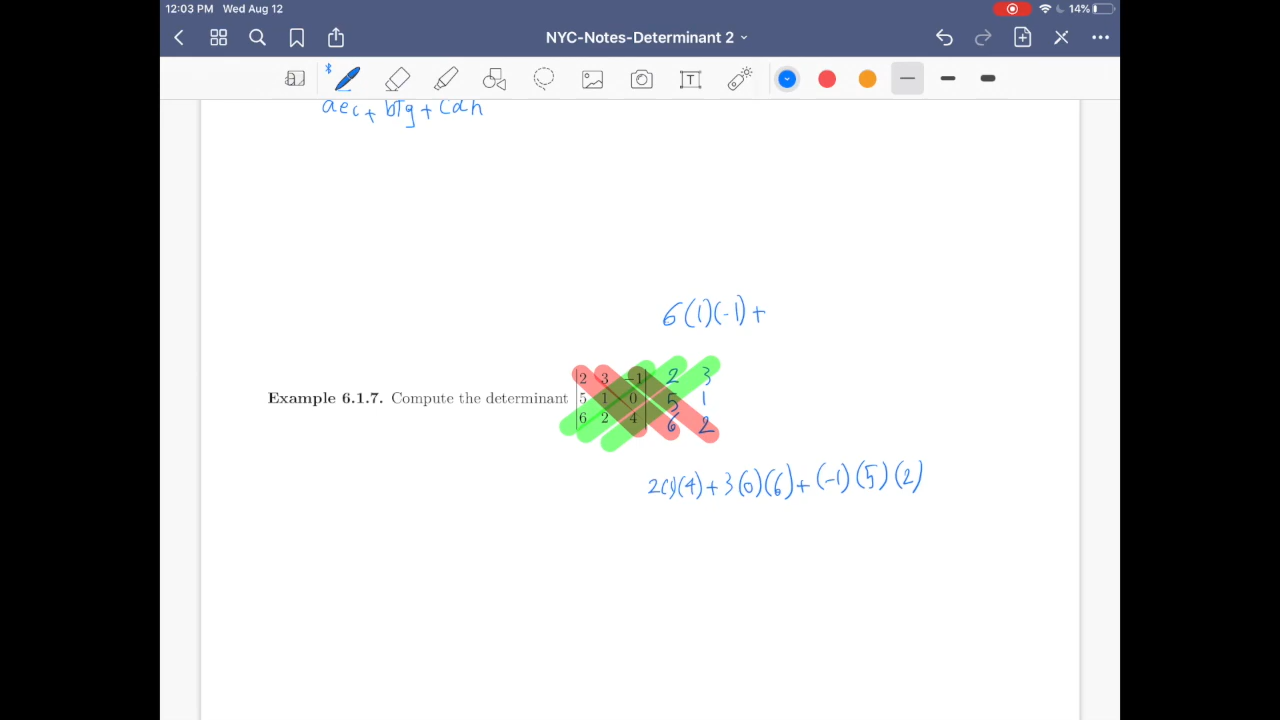 12:03 PM Wed Aug 12
14%
NYC-Notes-Determinant 2
T
aec + bfg + cdh
6(1)(-1) +
2 3 -1 2 3
Example 6.1.7. Compute the determinant 5 1 0 5 1
6 2 4 6 2
2(1)(4) + 3(0)(6) + (-1)(5)(2)